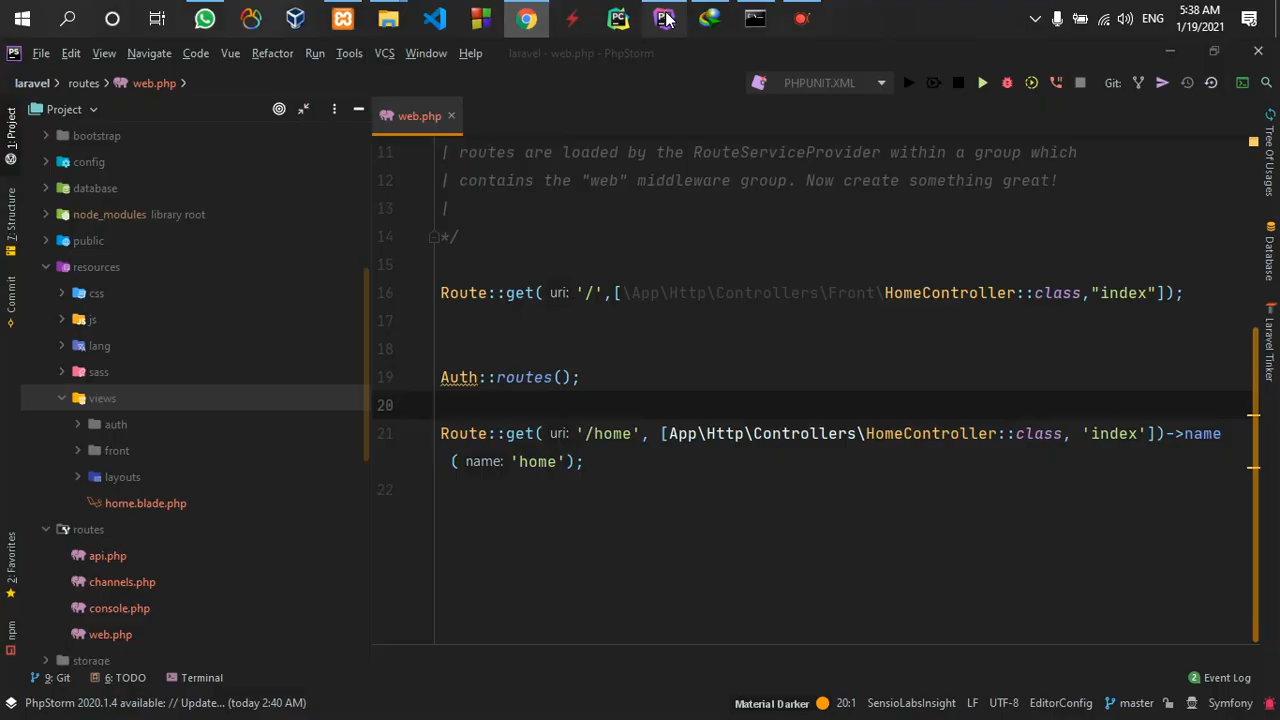 ENG
5:38 AM
1/19/2021
File Edit View Navigate Code Vue Refactor Run Tools VCS Window Help
laravel - web.php - PhpStorm
laravel routes web.php
PHPUNIT.XML
Git:
Project
web.php
1: Project
7: Structure
Commit
2: Favorites
npm
bootstrap
config
database
node_modules library root
public
resources
css
js
lang
sass
views
auth
front
layouts
home.blade.php
routes
api.php
channels.php
console.php
web.php
storage
11 | routes are loaded by the RouteServiceProvider within a group which
12 | contains the "web" middleware group. Now create something great!
13 |
14 */
15
16 Route::get( uri: '/',[\App\Http\Controllers\Front\HomeController::class,"index"]);
17
18
19 Auth::routes();
20
21 Route::get( uri: '/home', [App\Http\Controllers\HomeController::class, 'index'])->name
( name: 'home');
22
Tree Of Usages
Database
Laravel Tinker
9: Git 6: TODO Terminal
2 Event Log
PhpStorm 2020.1.4 available: // Update... (today 2:40 AM)
Material Darker 20:1 SensioLabsInsight LF UTF-8 EditorConfig master Symfony